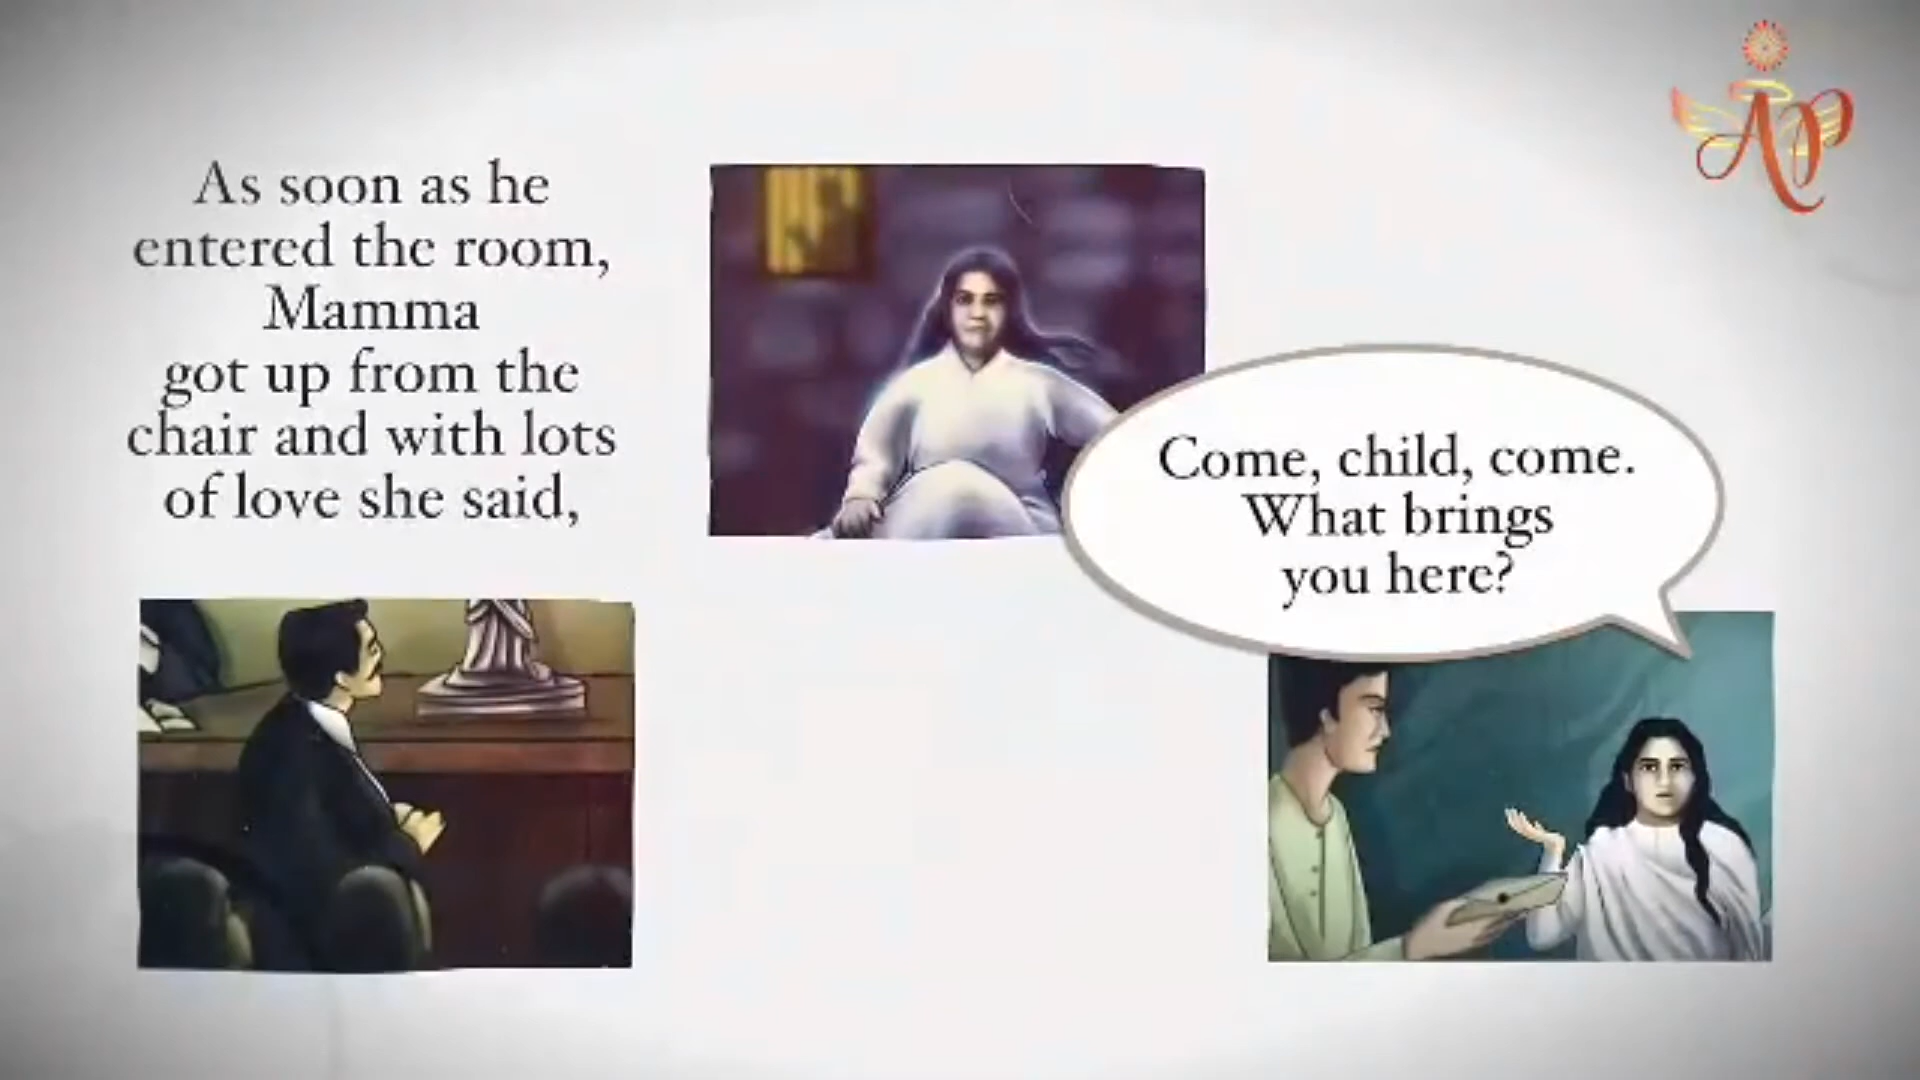 As soon as he
entered the room,
Mamma
got up from the
chair and with lots
of love she said,
Come, child, come.
What brings
you here?
AP